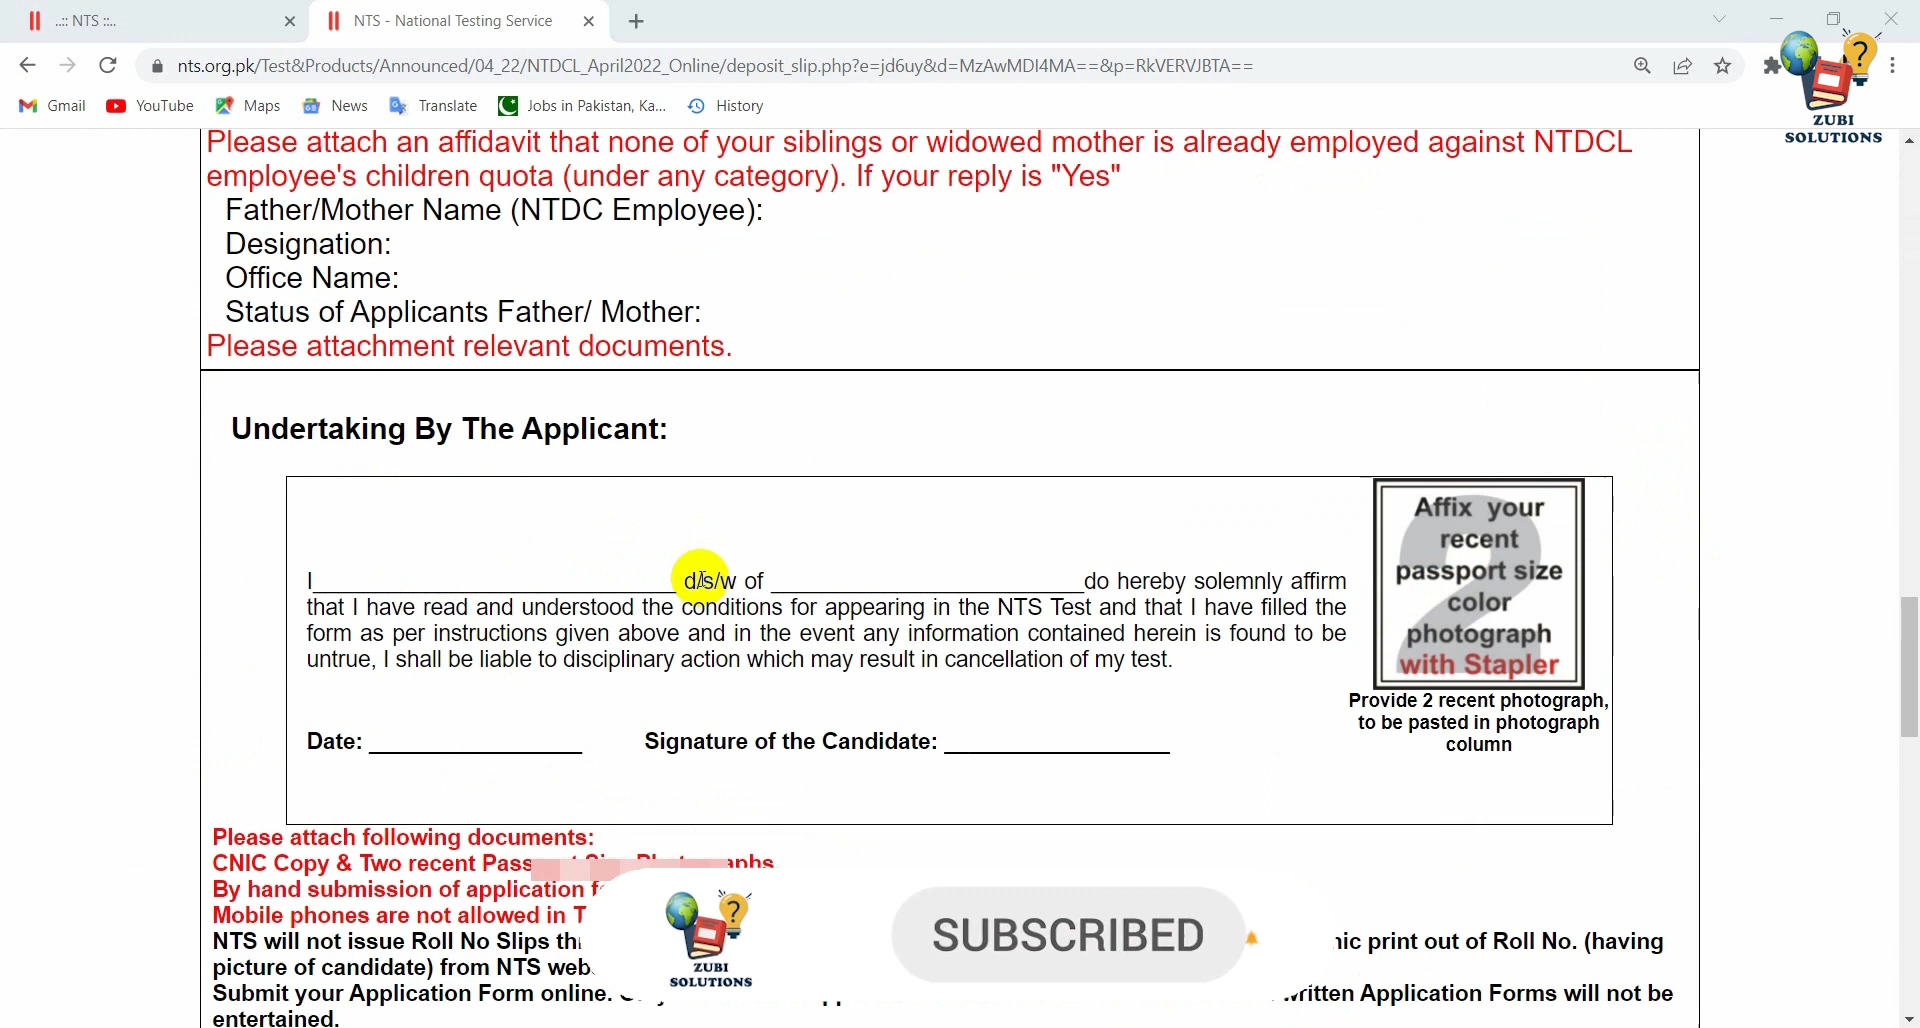 ..:: NTS ::..
NTS - National Testing Service
nts.org.pk/Test&Products/Announced/04_22/NTDCL_April2022_Online/deposit_slip.php?e=jd6uy&d=MzAwMDI4MA==&p=RkVERVJBTA==
Gmail YouTube Maps News Translate Jobs in Pakistan, Ka... History
ZUBI
SOLUTIONS
Please attach an affidavit that none of your siblings or widowed mother is already employed against NTDCL
employee's children quota (under any category). If your reply is "Yes"
Father/Mother Name (NTDC Employee):
Designation:
Office Name:
Status of Applicants Father/ Mother:
Please attachment relevant documents.
Undertaking By The Applicant:
I______________________________ d/s/w of __________________________do hereby solemnly affirm
that I have read and understood the conditions for appearing in the NTS Test and that I have filled the
form as per instructions given above and in the event any information contained herein is found to be
untrue, I shall be liable to disciplinary action which may result in cancellation of my test.
Date: ________________ Signature of the Candidate: _________________
2
Affix your
recent
passport size
color
photograph
with Stapler
Provide 2 recent photograph,
to be pasted in photograph
column
Please attach following documents:
CNIC Copy & Two recent
By hand submission of application
Mobile phones are not allowed in
NTS will not issue Roll No Slips print out of Roll No. (having
picture of candidate) from NTS
Submit your Application Form online. Application Forms will not be
entertained.
ZUBI
SOLUTIONS
SUBSCRIBED